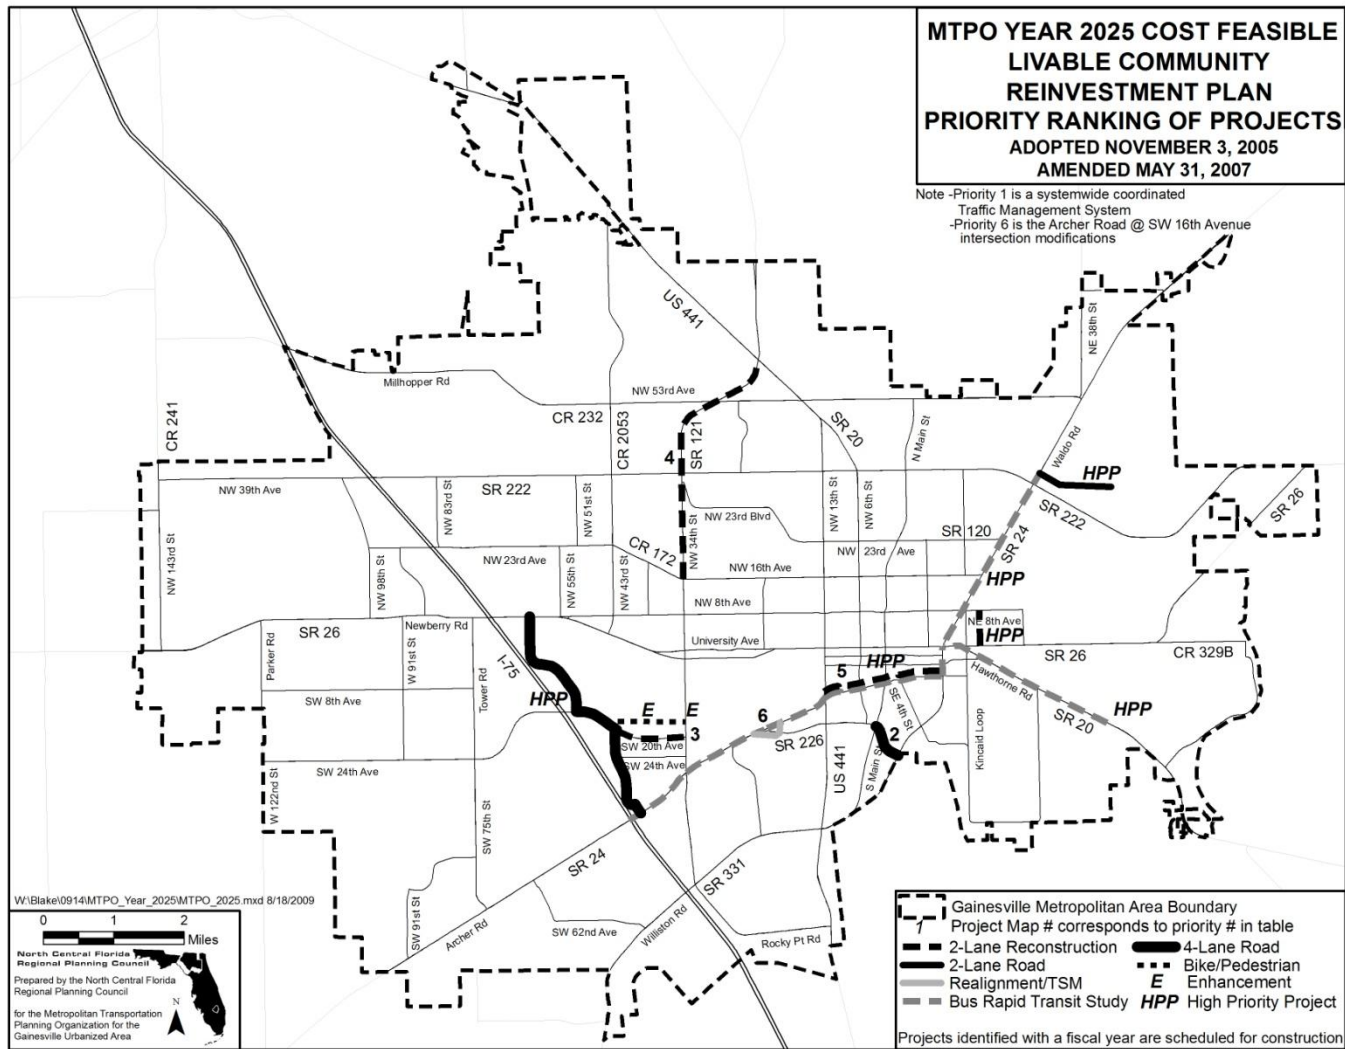 MTPO YEAR 2025 COST FEASIBLE
LIVABLE COMMUNITY
REINVESTMENT PLAN
PRIORITY RANKING OF PROJECTS
ADOPTED NOVEMBER 3, 2005
AMENDED MAY 31, 2007
Note -Priority 1 is a systemwide coordinated
Traffic Management System
-Priority 6 is the Archer Road @ SW 16th Avenue
intersection modifications
US 441
NE 38th St
Millhopper Rd
NW 53rd Ave
CR 241
CR 232
CR 2053
SR 121
SR 20
N Main St
Waldo Rd
4
HPP
NW 39th Ave
SR 222
NW 83rd St
NW 51st St
NW 34th St
NW 23rd Blvd
NW 13th St
NW 6th St
SR 120
SR 24
SR 222
SR 26
NW 143rd St
NW 98th St
NW 23rd Ave
NW 55th St
NW 43rd St
CR 172
NW 23rd Ave
NW 16th Ave
HPP
NW 8th Ave
NE 8th Ave
HPP
SR 26
Newberry Rd
University Ave
SR 26
CR 329B
Parker Rd
W 91st St
Tower Rd
I-75
5
HPP
Hawthorne Rd
SW 8th Ave
HPP
E
E
SE 4th St
SR 20
HPP
3
6
SR 226
2
SW 20th Ave
SW 24th Ave
SW 24th Ave
US 441
S Main St
Kincaid Loop
W 122nd St
SW 75th St
SR 24
SR 331
SW 91st St
Archer Rd
SW 62nd Ave
Williston Rd
Rocky Pt Rd
W:\Blake\0914\MTPO_Year_2025\MTPO_2025.mxd 8/18/2009
0 1 2
Miles
North Central Florida
Regional Planning Council
Prepared by the North Central Florida
Regional Planning Council
N
for the Metropolitan Transportation
Planning Organization for the
Gainesville Urbanized Area
Gainesville Metropolitan Area Boundary
1 Project Map # corresponds to priority # in table
2-Lane Reconstruction 4-Lane Road
2-Lane Road Bike/Pedestrian
Realignment/TSM E Enhancement
Bus Rapid Transit Study HPP High Priority Project
Projects identified with a fiscal year are scheduled for construction